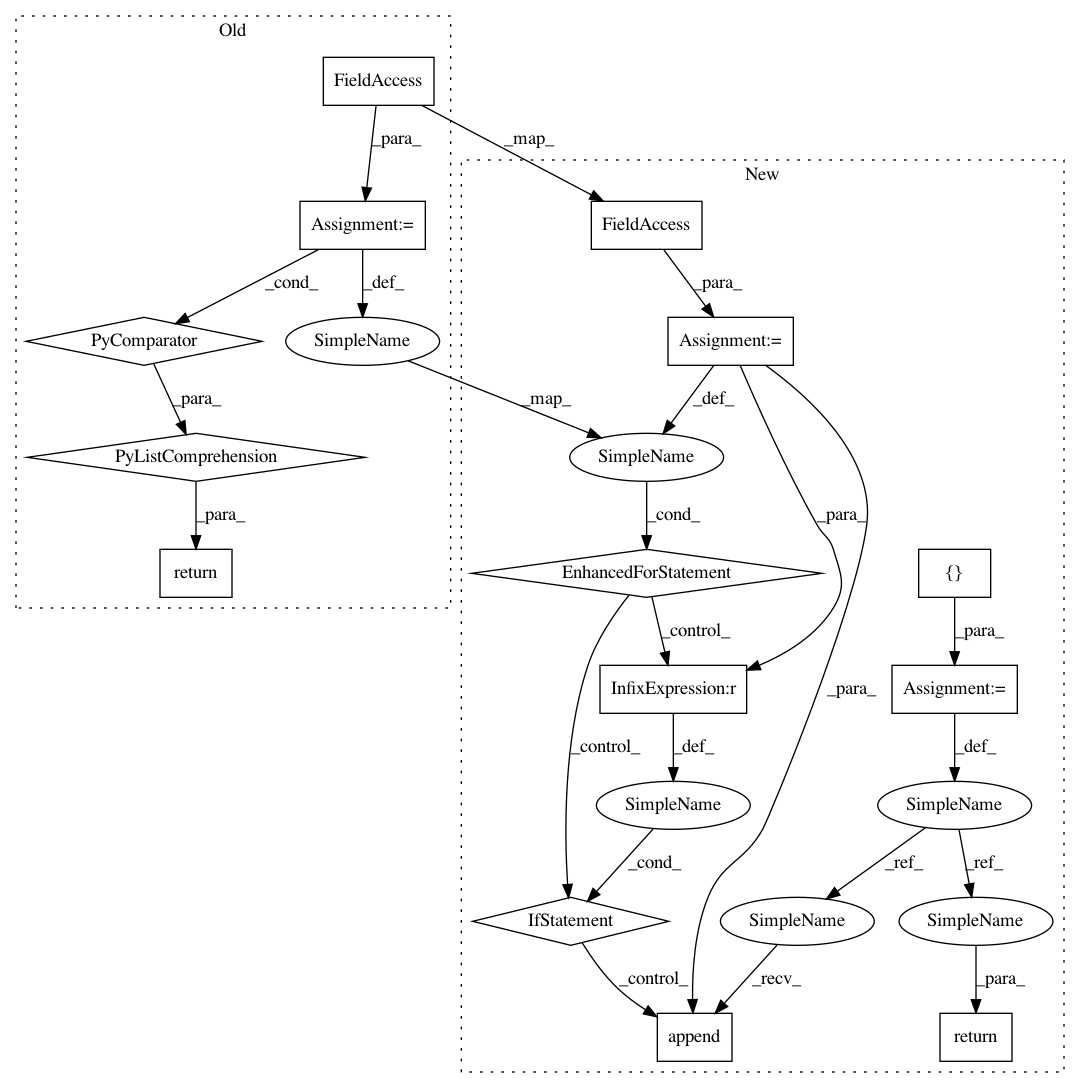 Old
FieldAccess
_para_
_map_
New
Assignment:=
FieldAccess
_cond_
_def_
_para_
PyComparator
SimpleName
Assignment:=
_para_
_map_
_def_
PyListComprehension
SimpleName
_para_
_cond_
_para_
return
EnhancedForStatement
{}
_control_
_para_
InfixExpression:r
_para_
Assignment:=
_control_
_def_
_def_
SimpleName
SimpleName
_cond_
_ref_
_ref_
IfStatement
SimpleName
SimpleName
_control_
_recv_
_para_
append
return